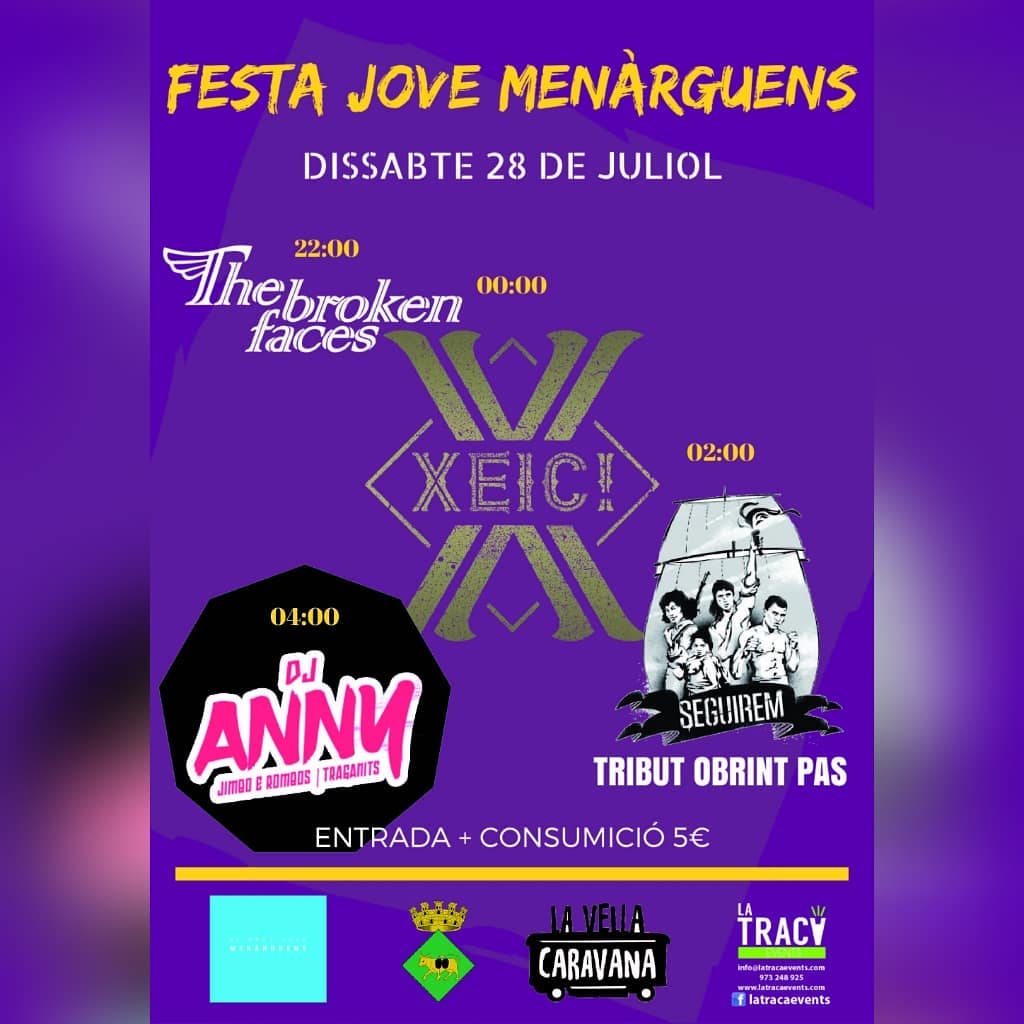 FESTA JOVE MENÀRGUENS
DISSABTE 28 DE JULIOL
22:00
The broken
faces
00:00
XEIC!
02:00
SEGUIREM
TRIBUT OBRINT PAS
04:00
DJ
ANNY
JIMBO E ROMBOS | TRAGANITS
ENTRADA + CONSUMICIÓ 5€
MENÀRGUENS
LA VELLA
CARAVANA
LA
TRACA
EVENTS
info@latracaevents.com
973 248 925
www.latracaevents.com
f latracaevents